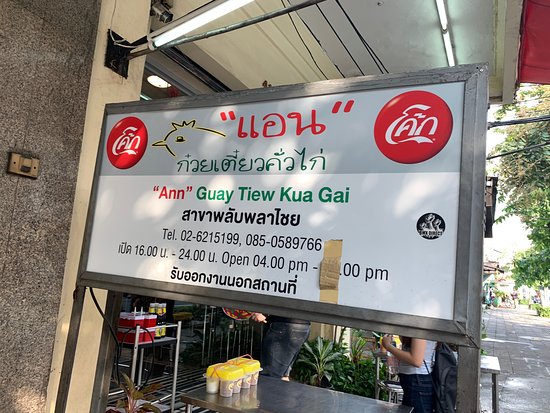 "แอน"
โค้ก
โค้ก
ก๋วยเตี๋ยวคั่วไก่
"Ann" Guay Tiew Kua Gai
สาขาพลับพลาไชย
Tel. 02-6215199, 085-0589766
เปิด 16.00 น. - 24.00 น. Open 04.00 pm - .00 pm
รับออกงานนอกสถานที่